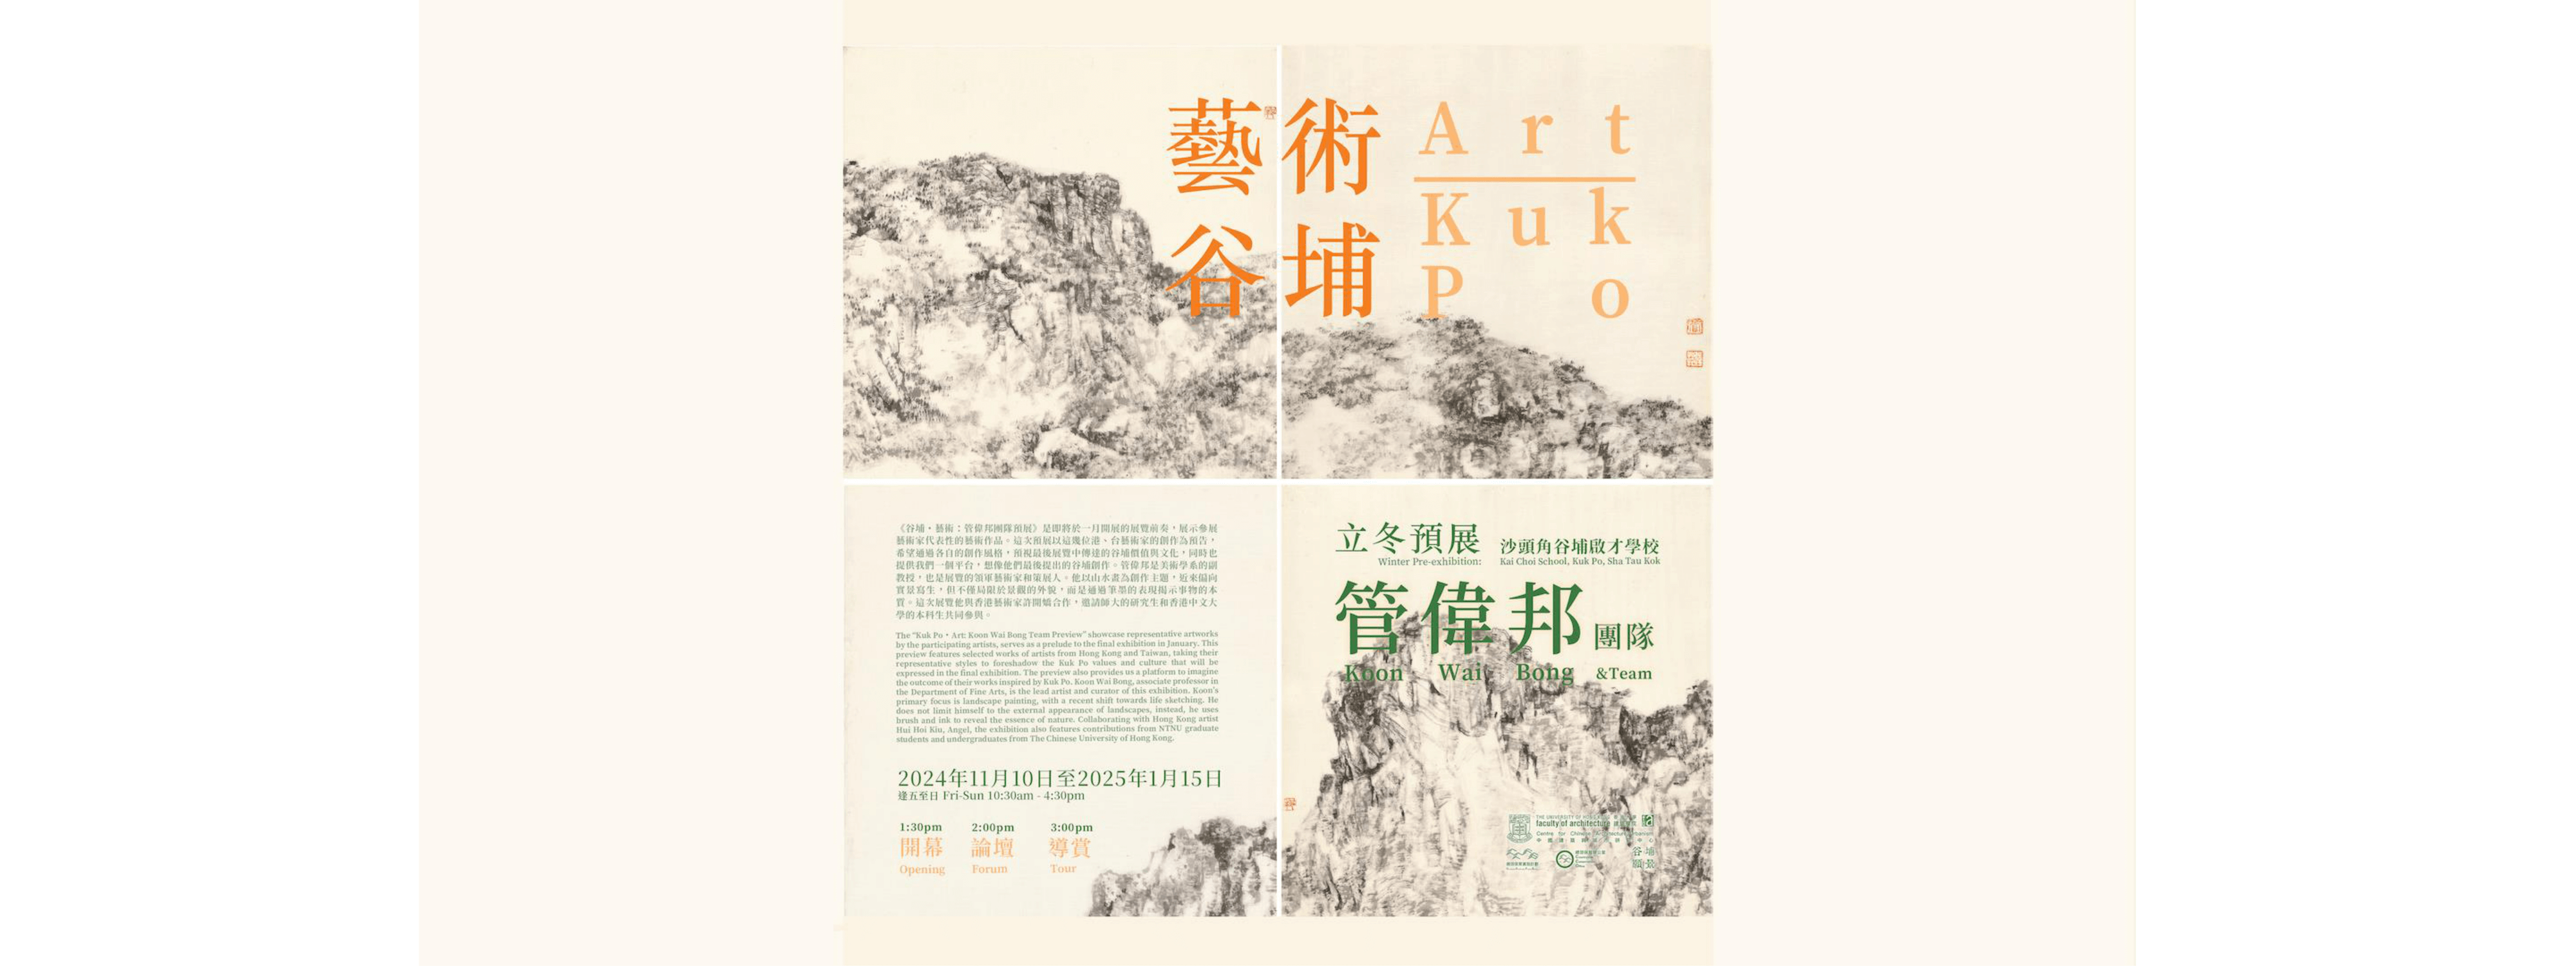 藝術
谷埔
Art
Kuk
Po
《谷埔・藝術：管偉邦團隊預展》是即將於一月開展的展覽前奏，展示參展
藝術家代表性的藝術作品。這次預展以這幾位港、台藝術家的創作為預告，
希望通過各自的創作風格，預視最後展覽中傳達的谷埔價值與文化，同時也
提供我們一個平台，想像他們最後提出的谷埔創作。管偉邦是美術學系的副
教授，也是展覽的領軍藝術家和策展人。他以山水畫為創作主題，近來偏向
實景寫生，但不僅局限於景觀的外貌，而是通過筆墨的表現揭示事物的本
質。這次展覽他與香港藝術家許開嬌合作，邀請師大的研究生和香港中文大
學的本科生共同參與。
The “Kuk Po・Art: Koon Wai Bong Team Preview” showcase representative artworks
by the participating artists, serves as a prelude to the final exhibition in January. This
preview features selected works of artists from Hong Kong and Taiwan, taking their
representative styles to foreshadow the Kuk Po values and culture that will be
expressed in the final exhibition. The preview also provides us a platform to imagine
the outcome of their works inspired by Kuk Po. Koon Wai Bong, associate professor in
the Department of Fine Arts, is the lead artist and curator of this exhibition. Koon's
primary focus is landscape painting, with a recent shift towards life sketching. He
does not limit himself to the external appearance of landscapes, instead, he uses
brush and ink to reveal the essence of nature. Collaborating with Hong Kong artist
Hui Hoi Kiu, Angel, the exhibition also features contributions from NTNU graduate
students and undergraduates from The Chinese University of Hong Kong.
2024年11月10日至2025年1月15日
逢五至日 Fri-Sun 10:30am - 4:30pm
1:30pm 2:00pm 3:00pm
開幕 論壇 導賞
Opening Forum Tour
立冬預展 沙頭角谷埔啟才學校
Winter Pre-exhibition: Kai Choi School, Kuk Po, Sha Tau Kok
管偉邦 團隊
Koon Wai Bong &Team
THE UNIVERSITY OF HONG KONG
faculty of architecture
Centre for Chinese Architecture and Urbanism
谷埔